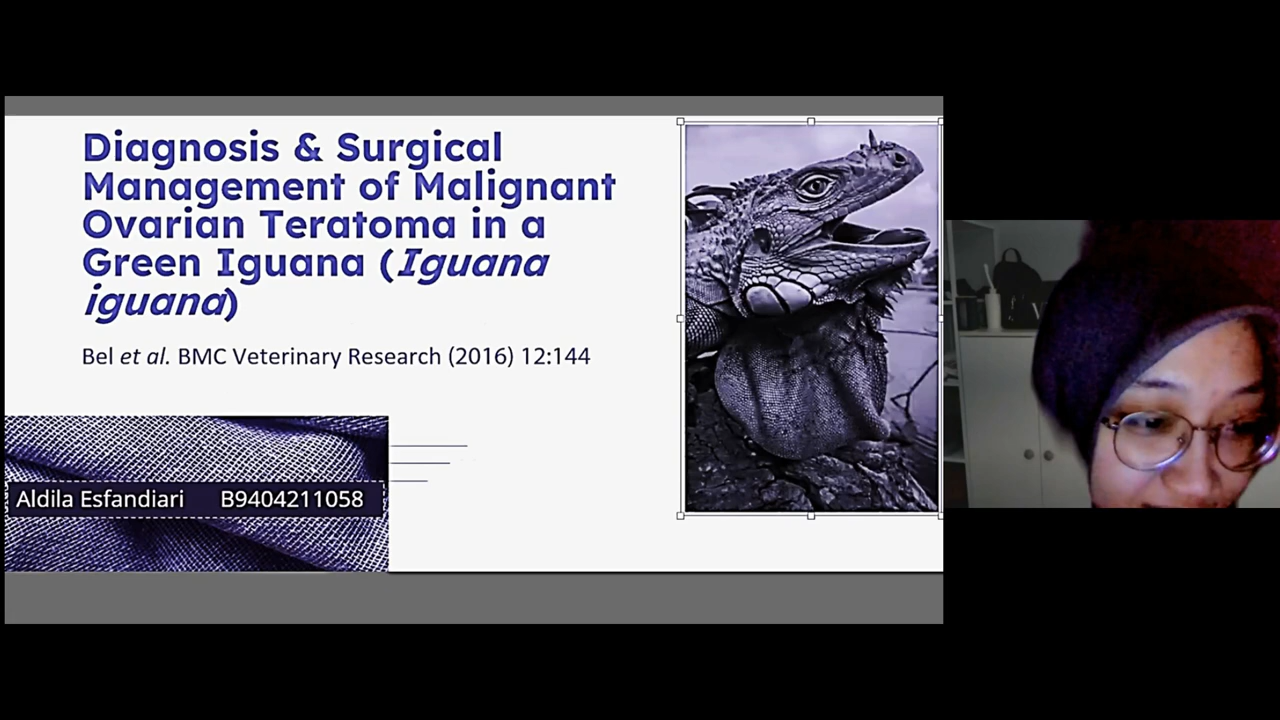 Diagnosis & Surgical
Management of Malignant
Ovarian Teratoma in a
Green Iguana (Iguana
iguana)
Bel et al. BMC Veterinary Research (2016) 12:144
Aldila Esfandiari B9404211058